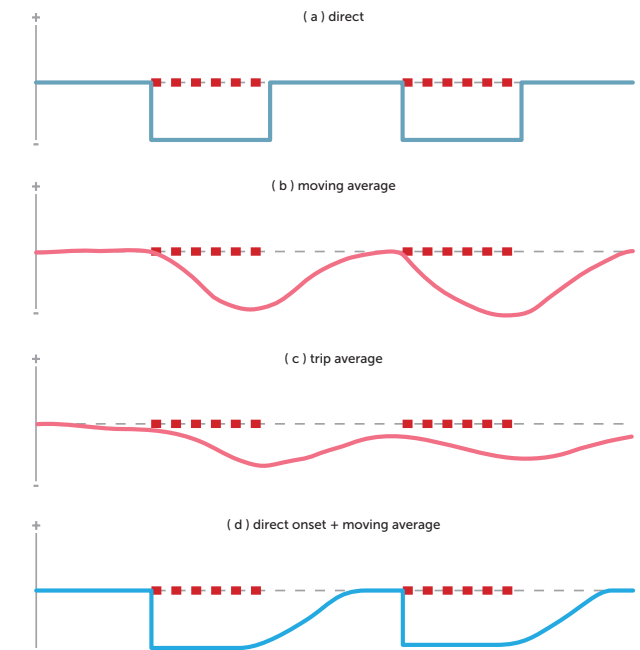 ( a ) direct
+
-
( b ) moving average
+
-
( c ) trip average
+
-
( d ) direct onset + moving average
+